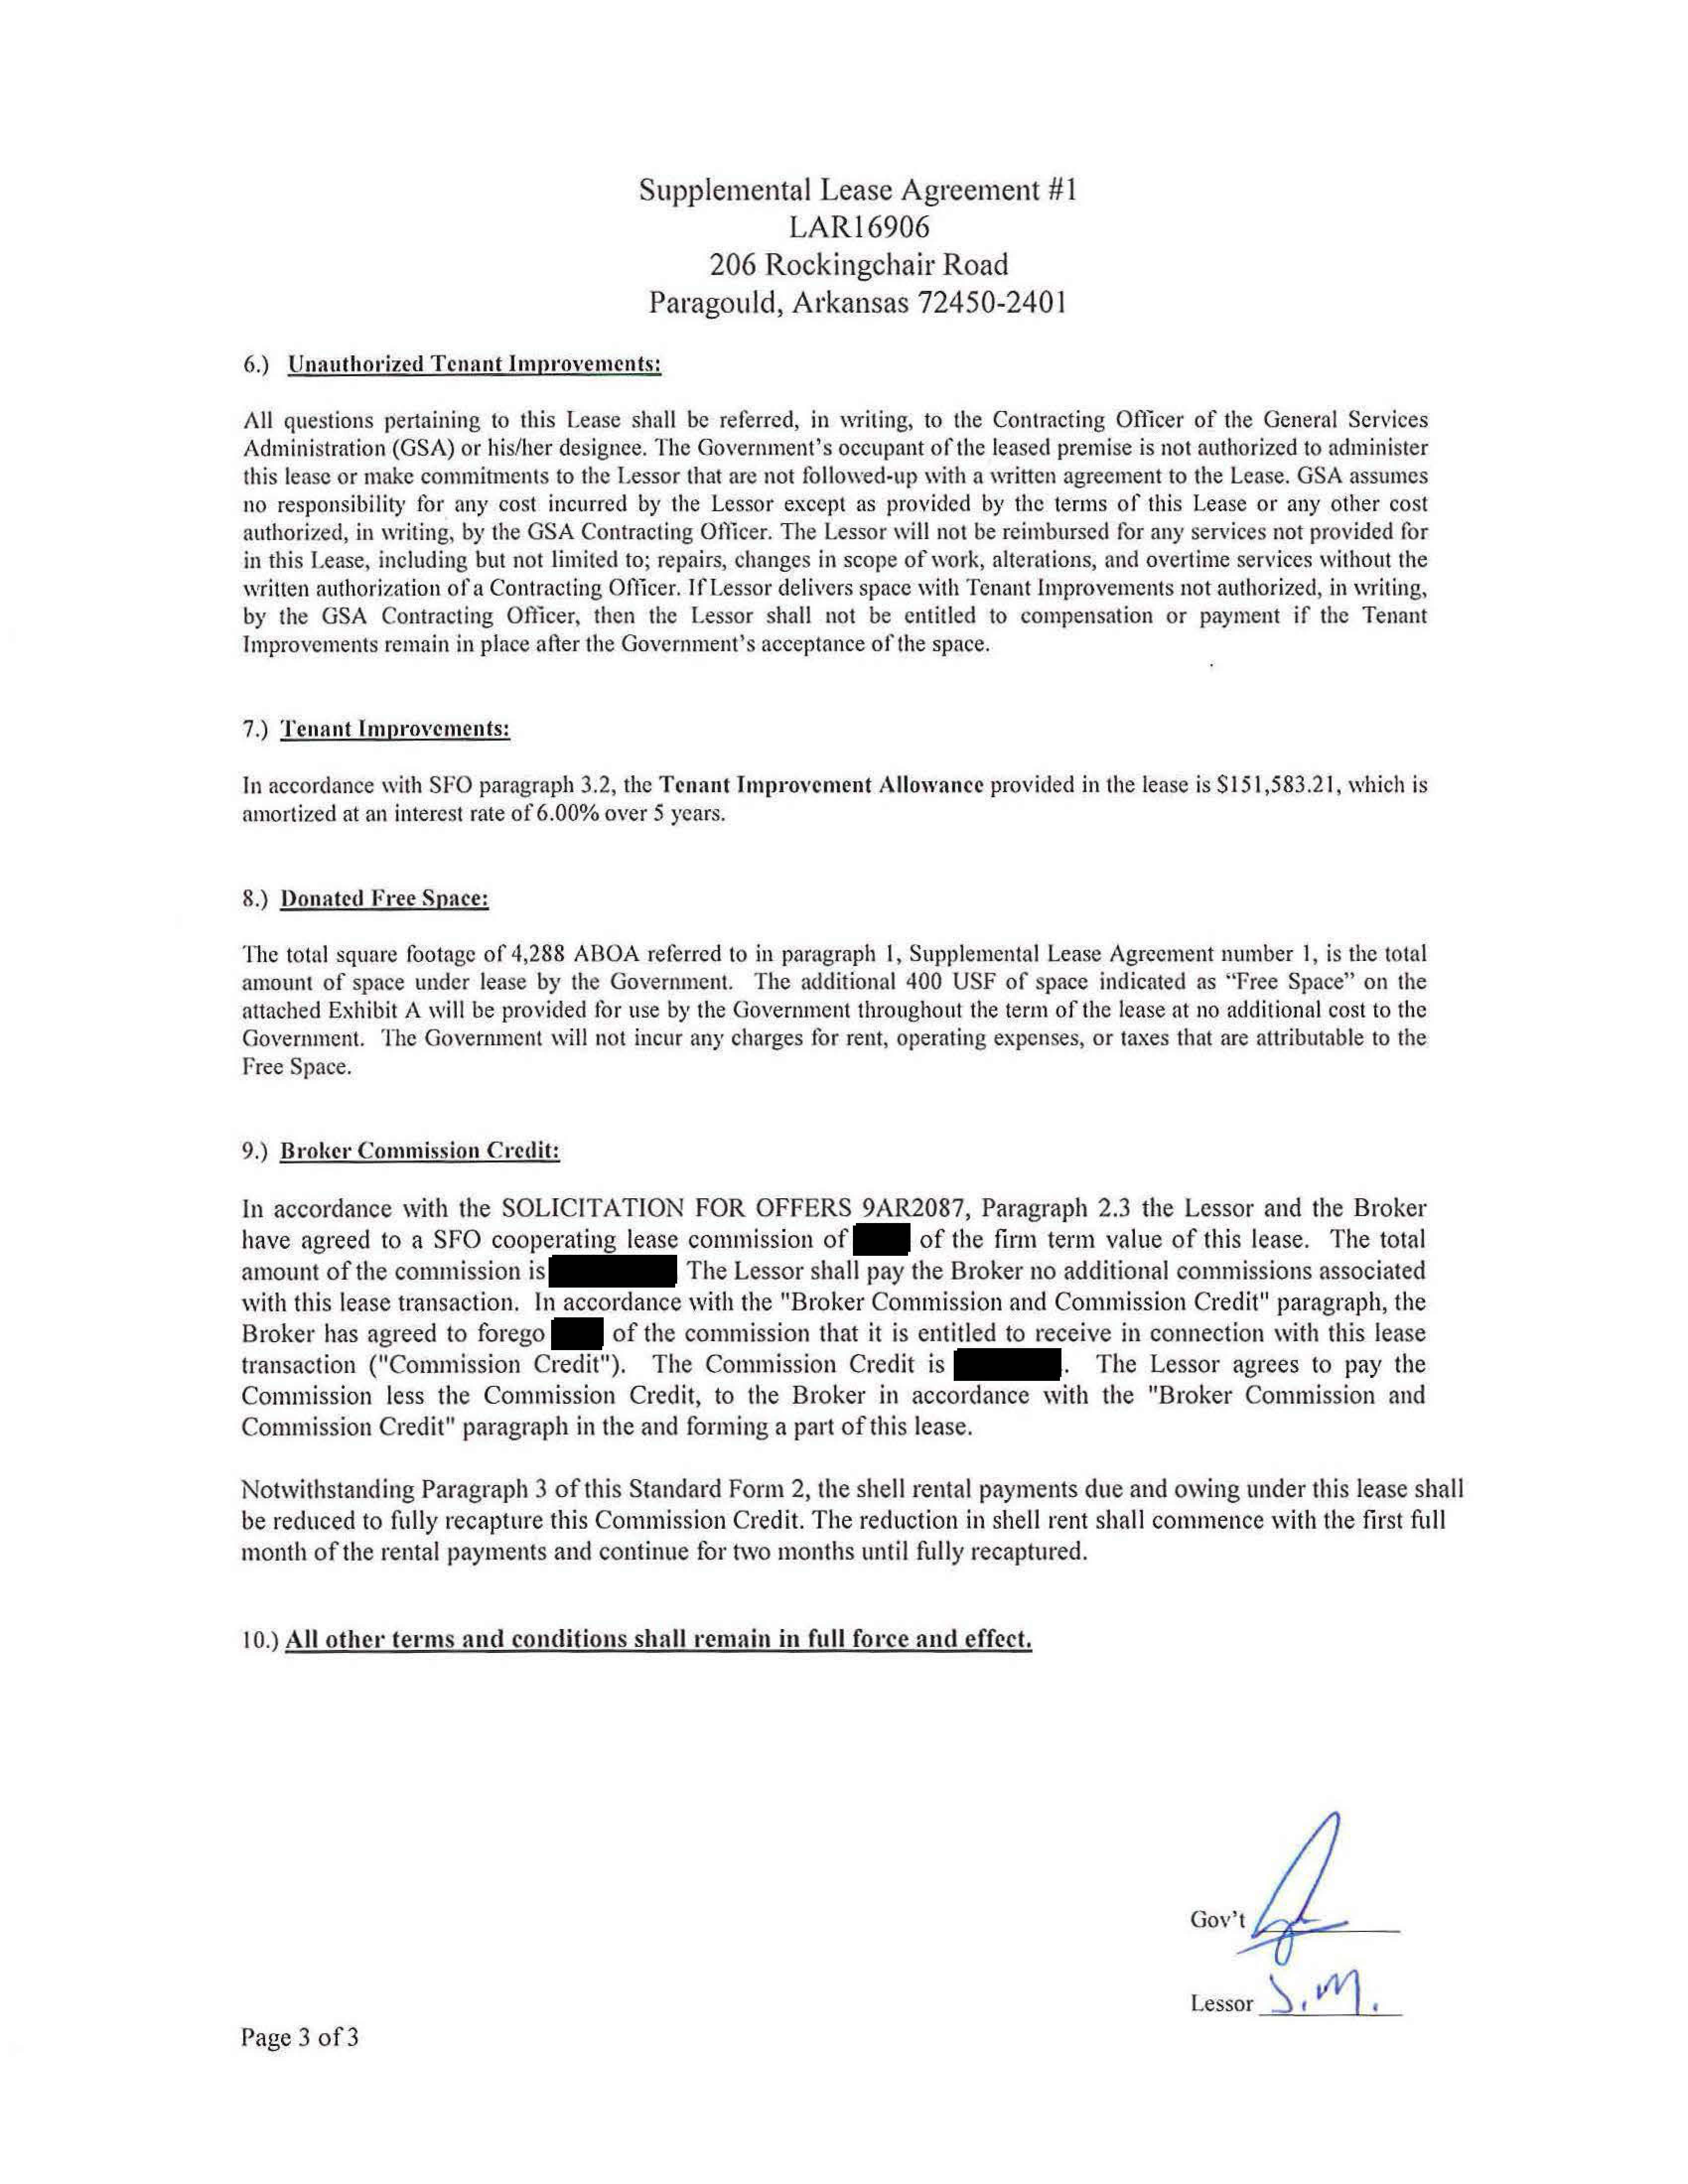 Supplemental Lease Agreement #1
LAR16906
206 Rockingchair Road
Paragould, Arkansas 72450-2401
6.) Unauthorized Tenant Improvements:
All questions pertaining to this Lease shall be referred, in writing, to the Contracting Officer of the General Services
Administration (GSA) or his/her designee. The Government's occupant of the leased premise is not authorized to administer
this lease or make commitments to the Lessor that are not followed-up with a written agreement to the Lease. GSA assumes
no responsibility for any cost incurred by the Lessor except as provided by the terms of this Lease or any other cost
authorized, in writing, by the GSA Contracting Officer. The Lessor will not be reimbursed for any services not provided for
in this Lease, including but not limited to; repairs, changes in scope of work, alterations, and overtime services without the
written authorization of a Contracting Officer. If Lessor delivers space with Tenant Improvements not authorized, in writing,
by the GSA Contracting Officer, then the Lessor shall not be entitled to compensation or payment if the Tenant
Improvements remain in place after the Government's acceptance of the space.
7.) Tenant Improvements:
In accordance with SFO paragraph 3.2, the Tenant Improvement Allowance provided in the lease is $151,583.21, which is
amortized at an interest rate of 6.00% over 5 years.
8.) Donated Free Space:
The total square footage of 4,288 ABOA referred to in paragraph 1, Supplemental Lease Agreement number 1, is the total
amount of space under lease by the Government. The additional 400 USF of space indicated as "Free Space" on the
attached Exhibit A will be provided for use by the Government throughout the term of the lease at no additional cost to the
Government. The Government will not incur any charges for rent, operating expenses, or taxes that are attributable to the
Free Space.
9.) Broker Commission Credit:
In accordance with the SOLICITATION FOR OFFERS 9AR2087, Paragraph 2.3 the Lessor and the Broker
have agreed to a SFO cooperating lease commission of of the firm term value of this lease. The total
amount of the commission is The Lessor shall pay the Broker no additional commissions associated
with this lease transaction. In accordance with the "Broker Commission and Commission Credit" paragraph, the
Broker has agreed to forego of the commission that it is entitled to receive in connection with this lease
transaction ("Commission Credit"). The Commission Credit is . The Lessor agrees to pay the
Commission less the Commission Credit, to the Broker in accordance with the "Broker Commission and
Commission Credit" paragraph in the and forming a part of this lease.
Notwithstanding Paragraph 3 of this Standard Form 2, the shell rental payments due and owing under this lease shall
be reduced to fully recapture this Commission Credit. The reduction in shell rent shall commence with the first full
month of the rental payments and continue for two months until fully recaptured.
10.) All other terms and conditions shall remain in full force and effect.
Gov't
Lessor J.M.
Page 3 of 3